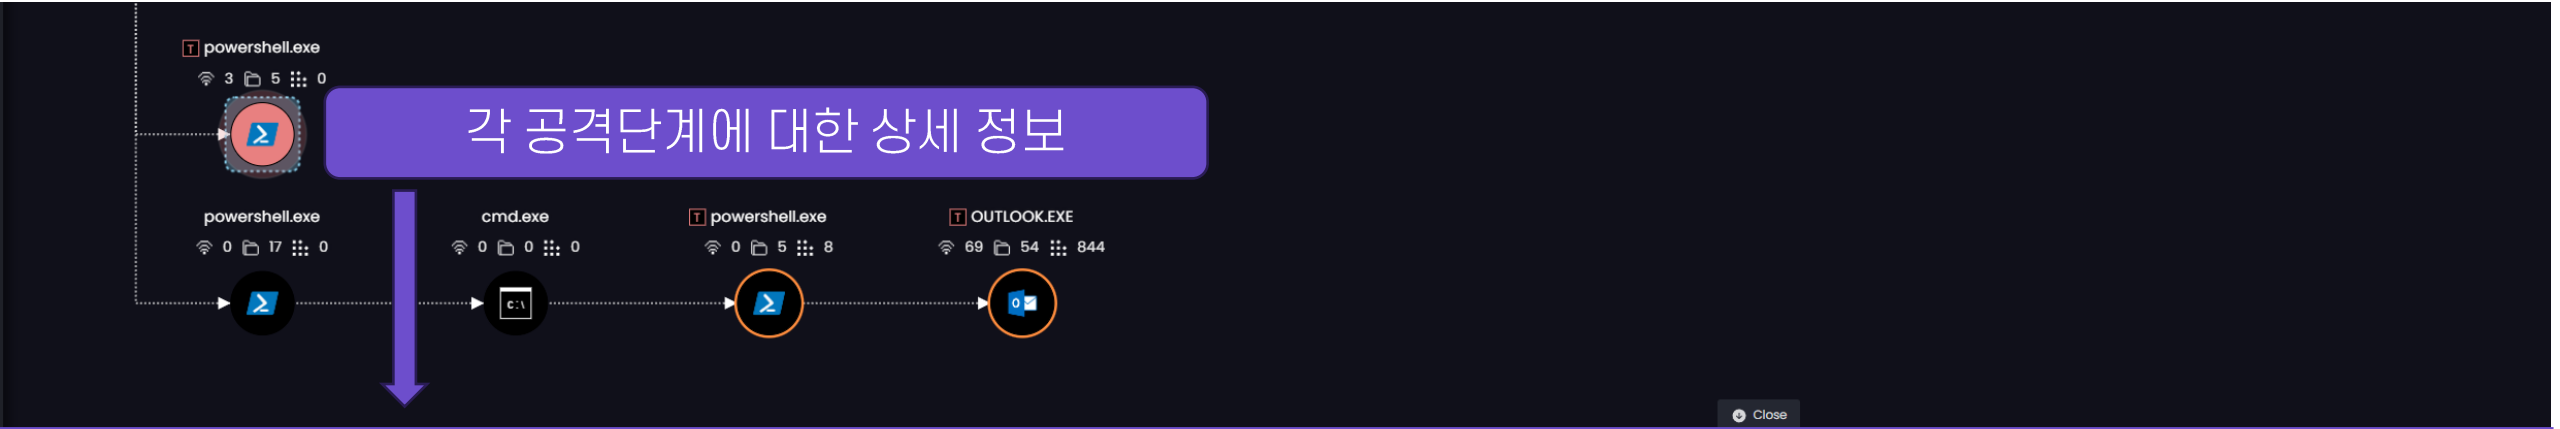 T powershell.exe
3 5 0
각 공격단계에 대한 상세 정보
powershell.exe cmd.exe T powershell.exe T OUTLOOK.EXE
0 17 0 0 0 0 0 5 8 69 54 844
C:\ O
Close